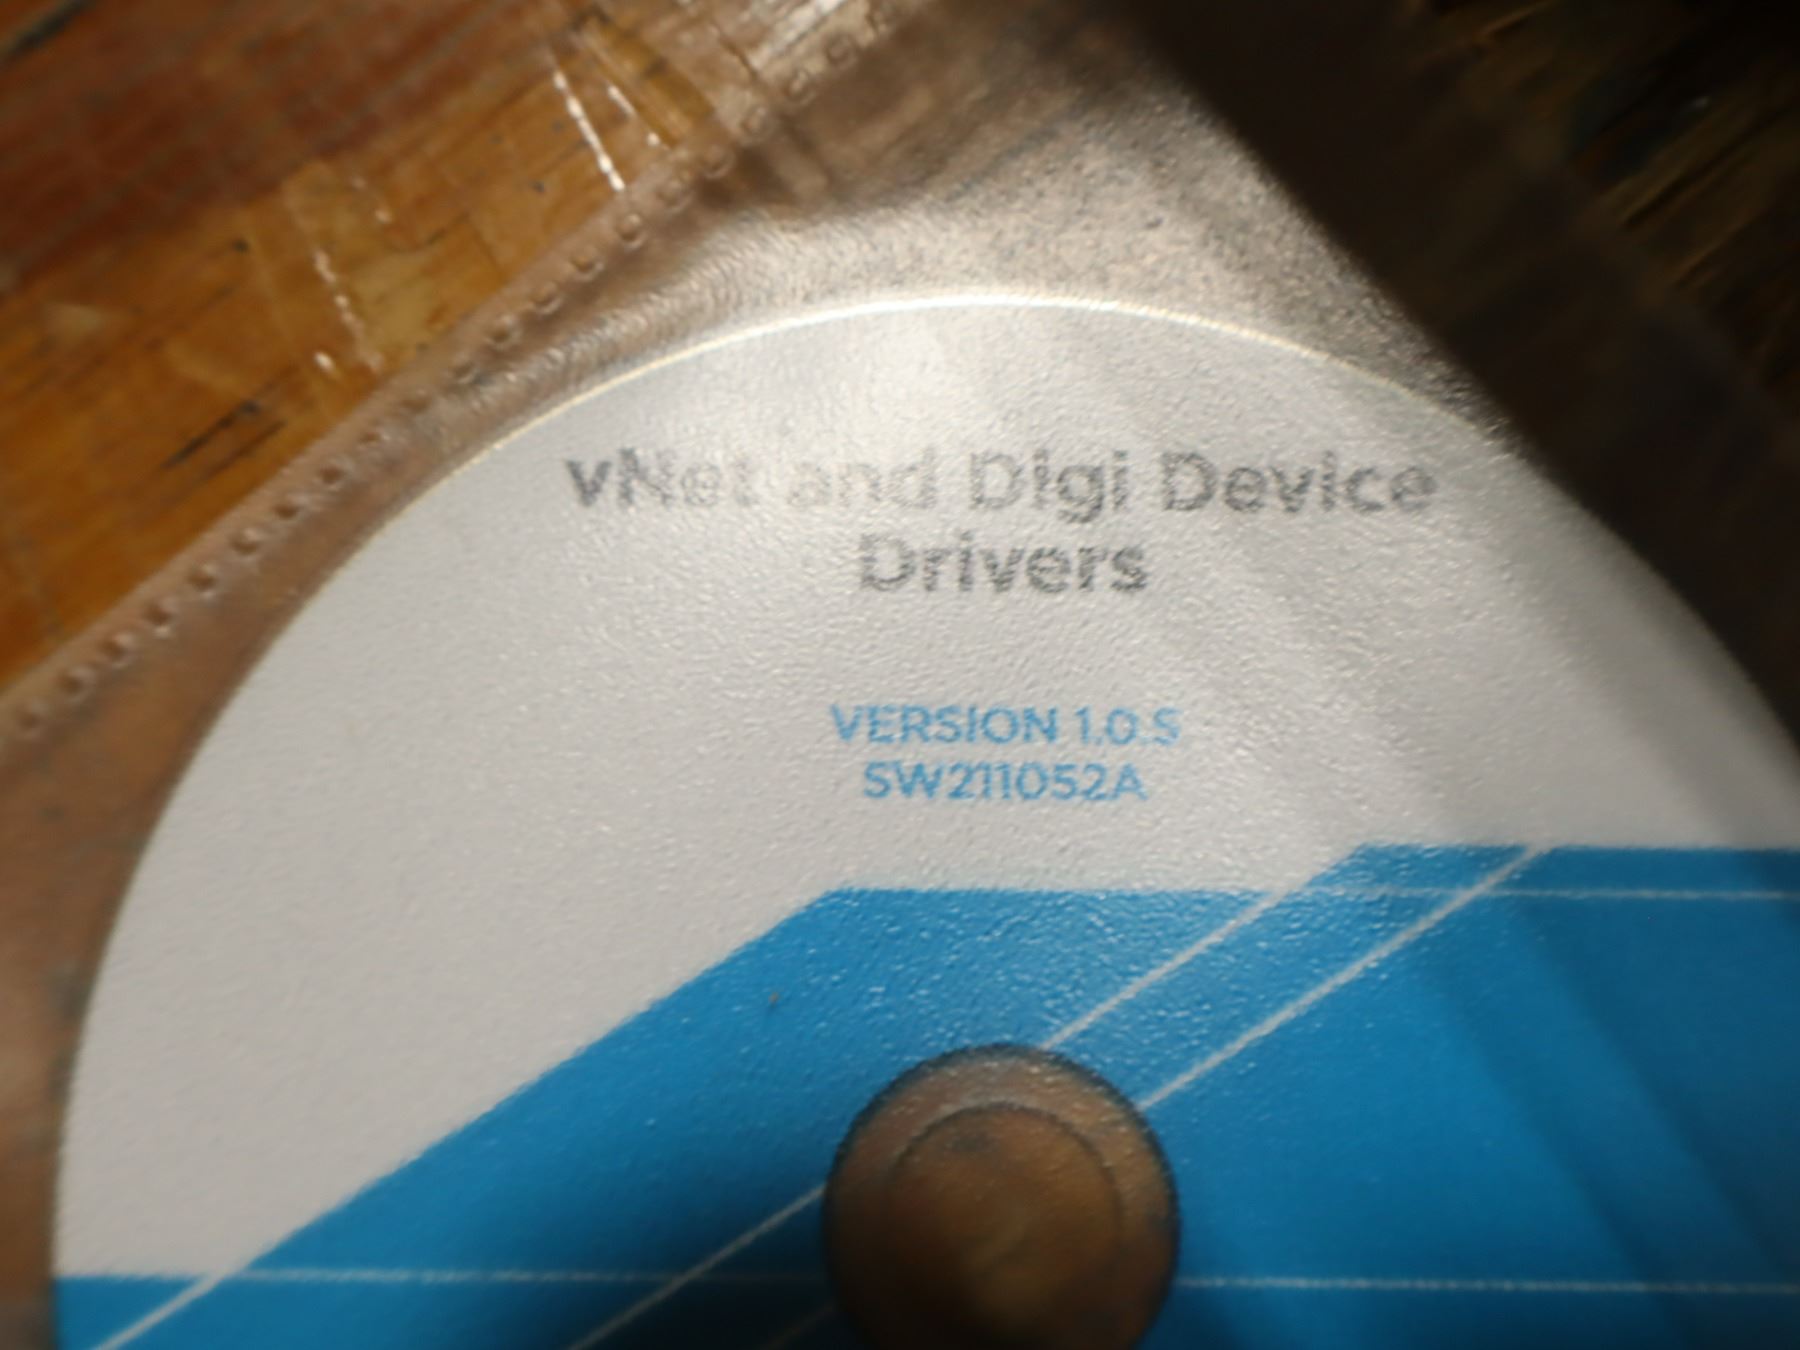 vNet and Digi Device
Drivers
VERSION 1.0.5
SW211052A